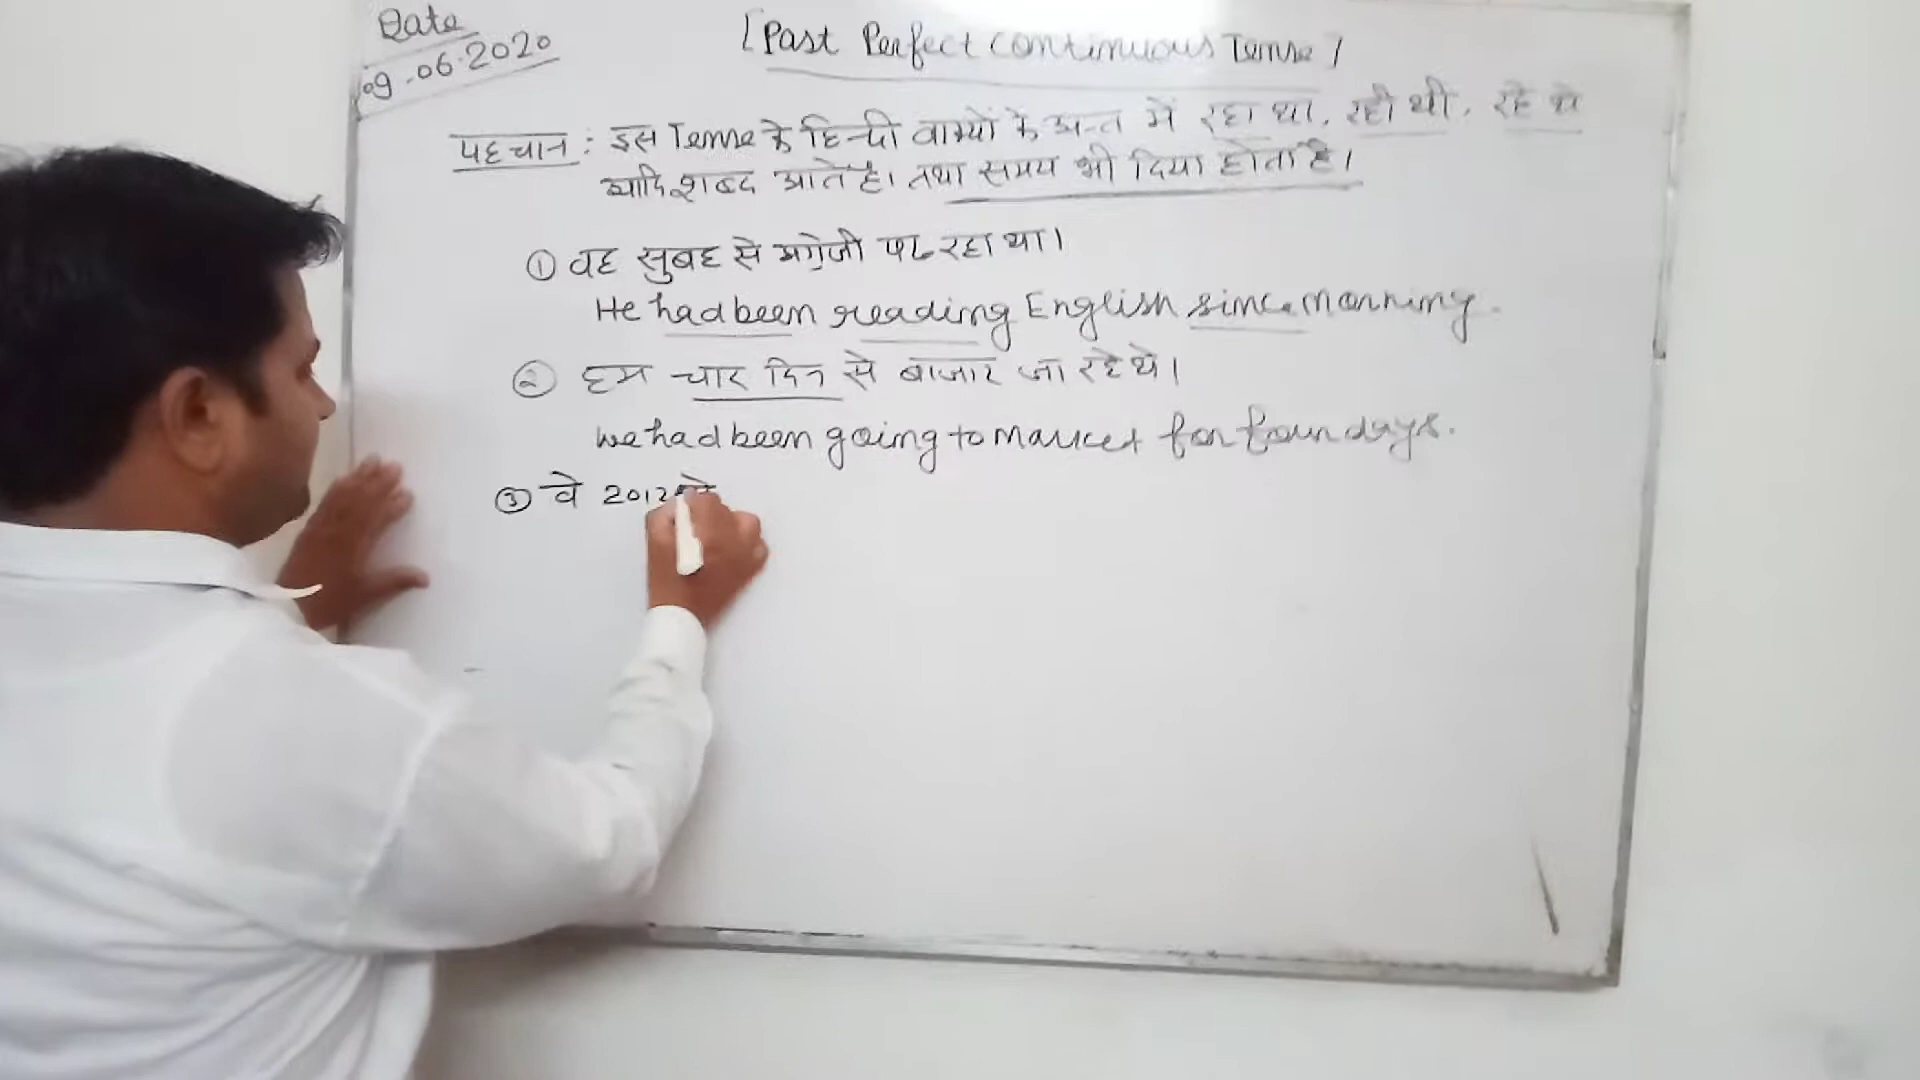 Date
09.06.2020
[Past Perfect continuous Tense]
पहचान : इस Tense के हिन्दी वाक्यों के अन्त में रहा था, रही थी, रहे थे
आदि शब्द आते है। तथा समय भी दिया होता है।
① वह सुबह से अग्रेजी पढ रहा था।
He had been reading English since morning.
② हम चार दिन से बाजार जा रहे थे।
we had been going to market for four days.
③ वे 2012 से